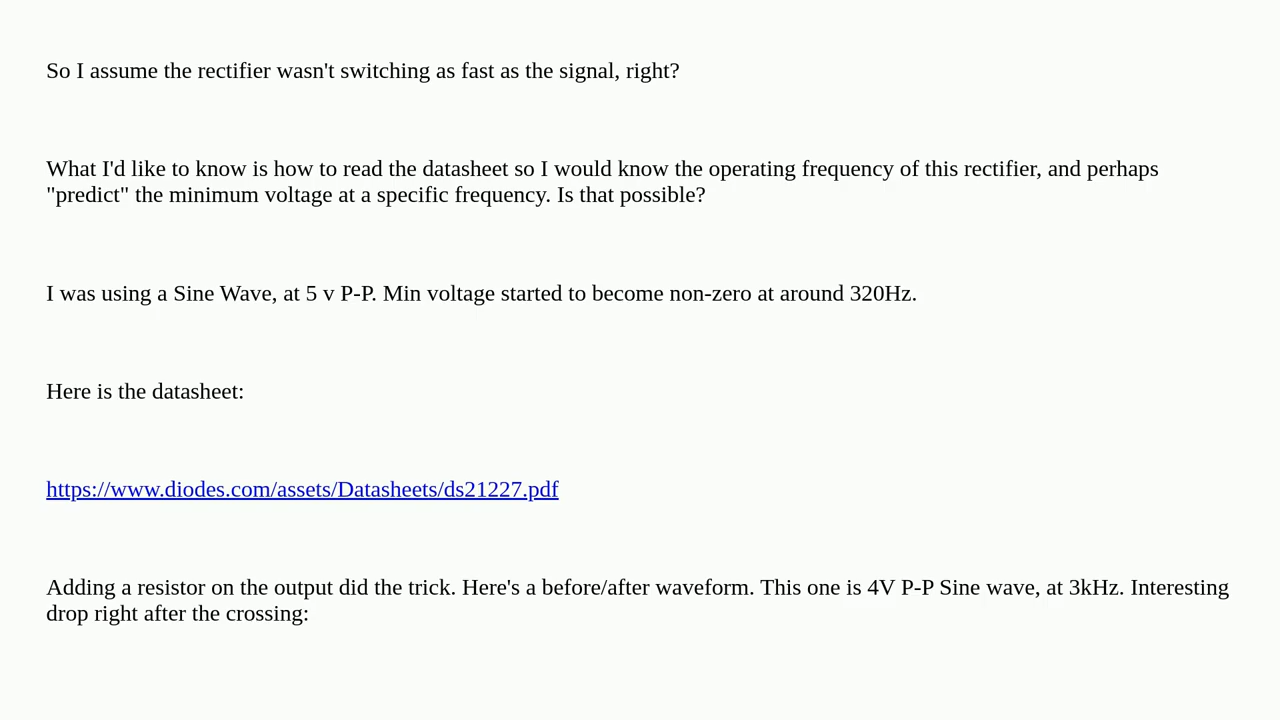 So I assume the rectifier wasn't switching as fast as the signal, right?
What I'd like to know is how to read the datasheet so I would know the operating frequency of this rectifier, and perhaps
"predict" the minimum voltage at a specific frequency. Is that possible?
I was using a Sine Wave, at 5 v P-P. Min voltage started to become non-zero at around 320Hz.
Here is the datasheet:
https://www.diodes.com/assets/Datasheets/ds21227.pdf
Adding a resistor on the output did the trick. Here's a before/after waveform. This one is 4V P-P Sine wave, at 3kHz. Interesting
drop right after the crossing: